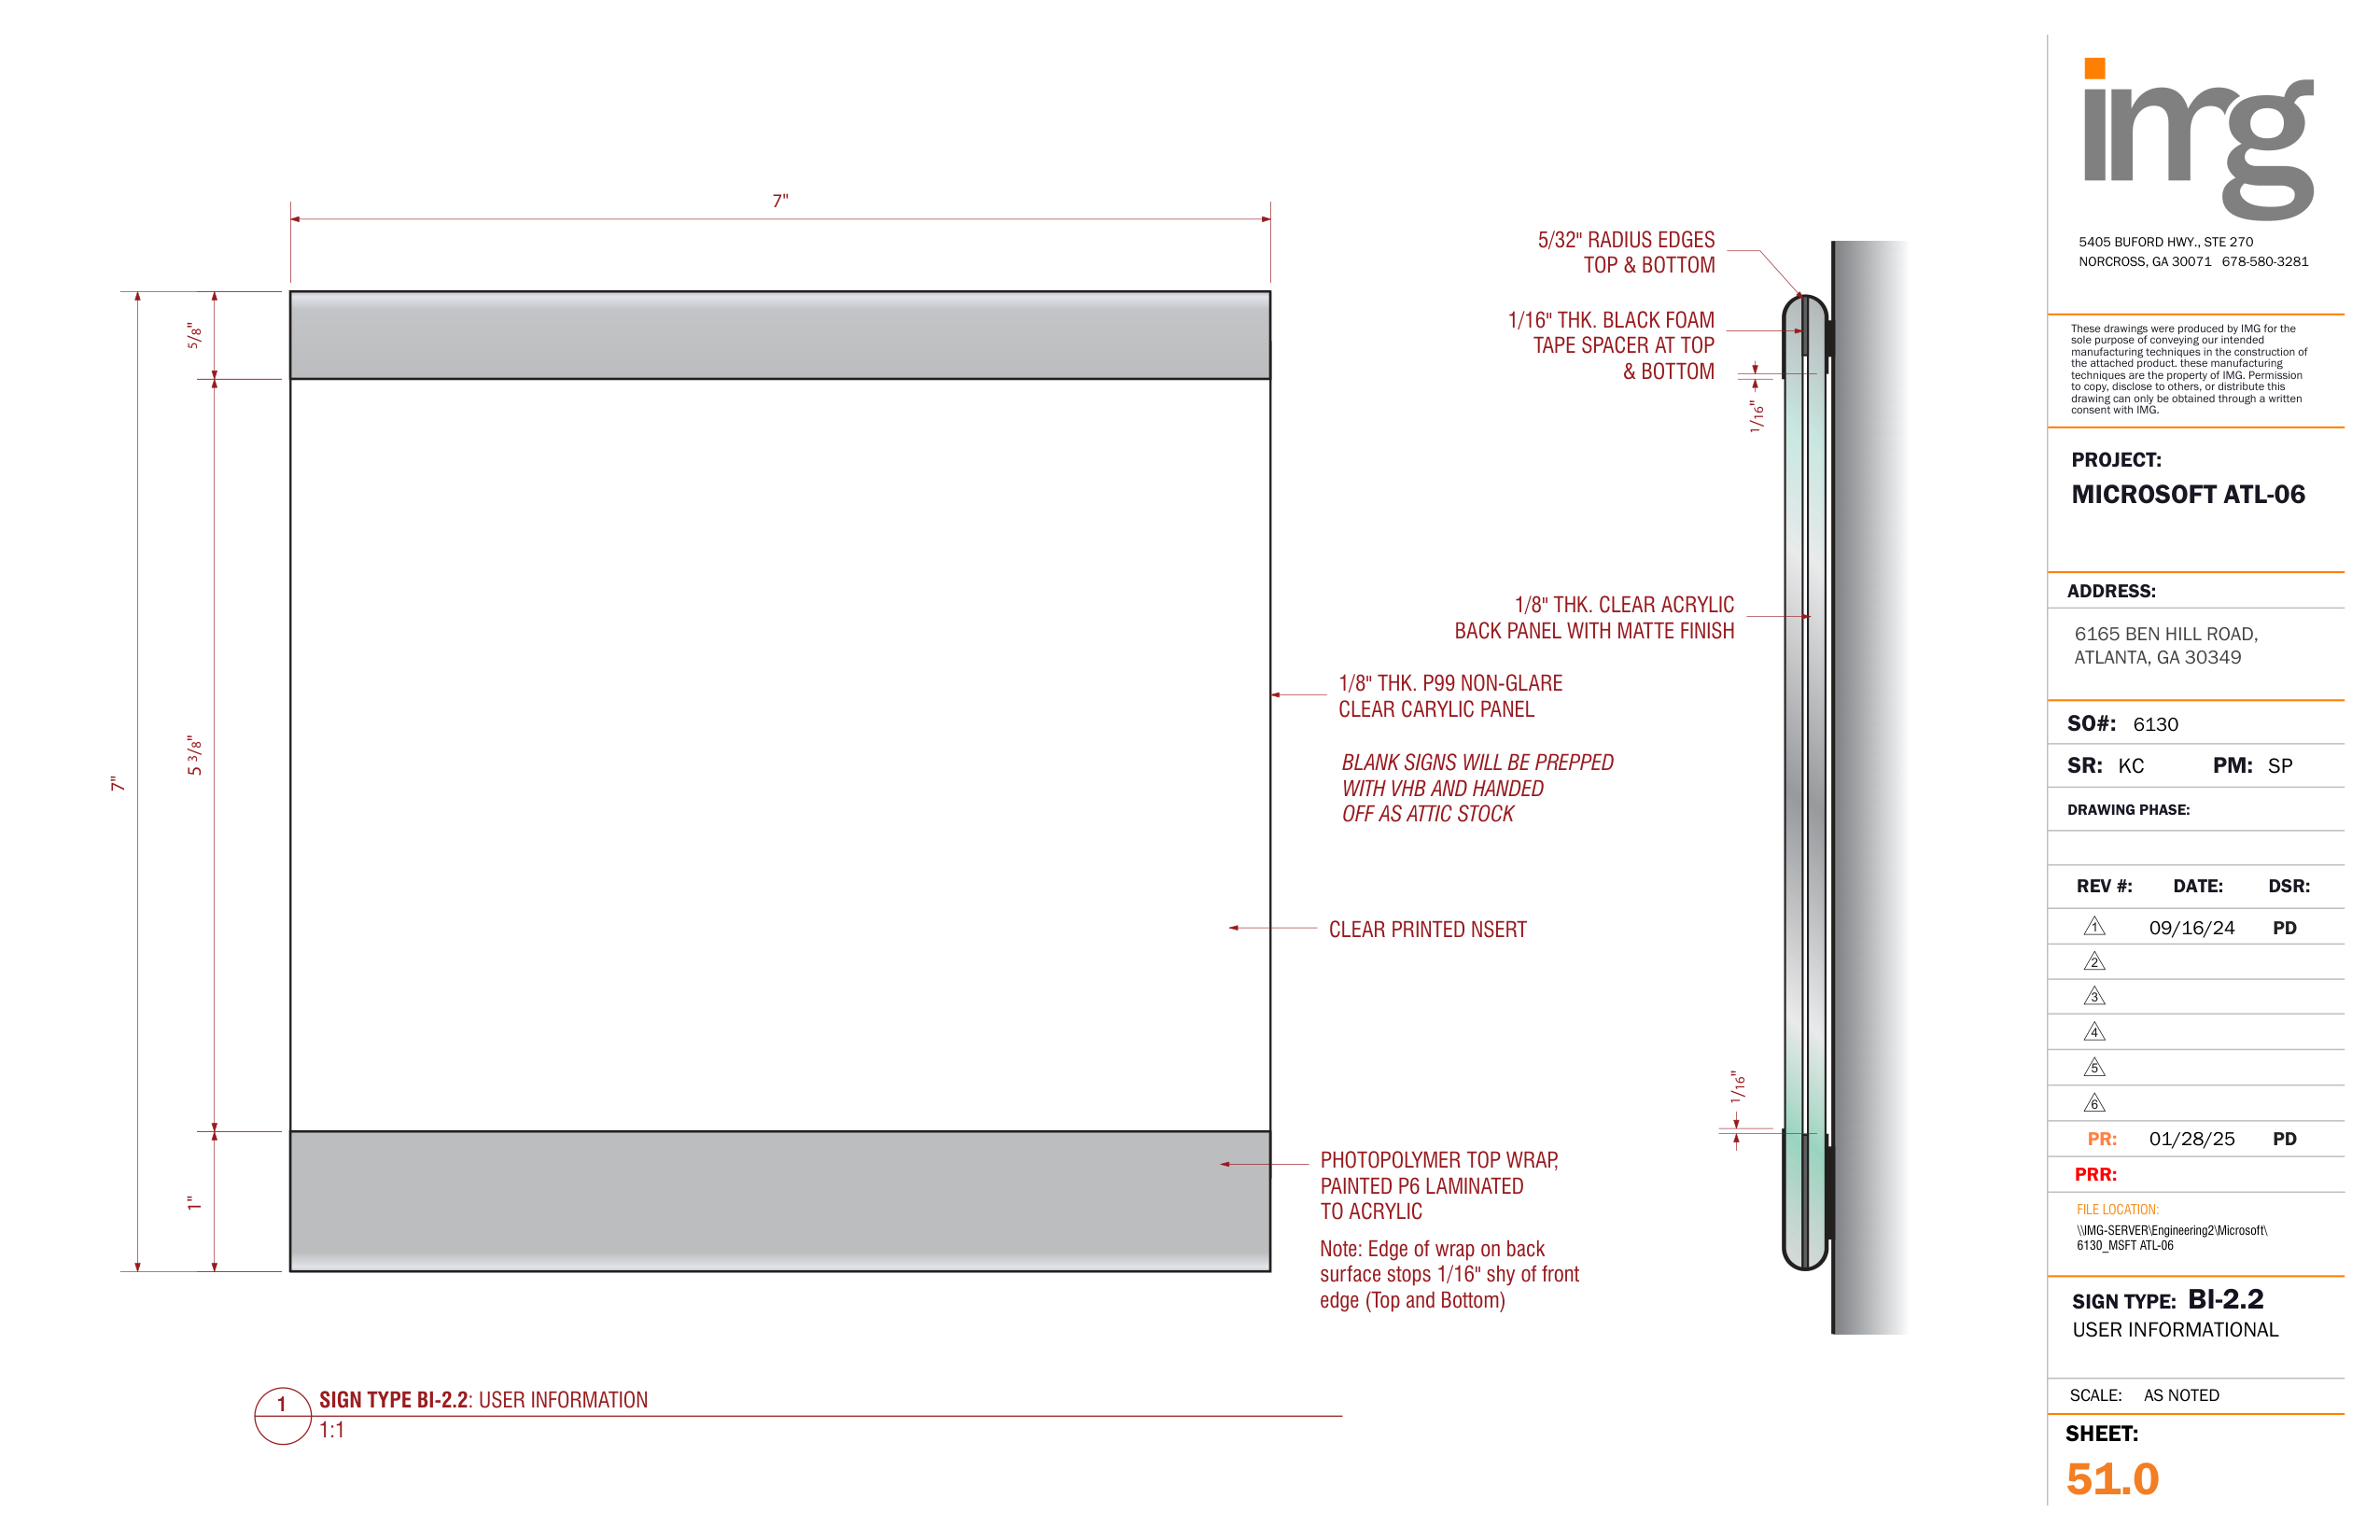 7"
5/8"
5 3/8"
7"
1"
5/32" RADIUS EDGES
TOP & BOTTOM
1/16" THK. BLACK FOAM
TAPE SPACER AT TOP
& BOTTOM
1/16"
1/8" THK. CLEAR ACRYLIC
BACK PANEL WITH MATTE FINISH
1/8" THK. P99 NON-GLARE
CLEAR CARYLIC PANEL
BLANK SIGNS WILL BE PREPPED
WITH VHB AND HANDED
OFF AS ATTIC STOCK
CLEAR PRINTED NSERT
1/16"
PHOTOPOLYMER TOP WRAP,
PAINTED P6 LAMINATED
TO ACRYLIC
Note: Edge of wrap on back
surface stops 1/16" shy of front
edge (Top and Bottom)
1
SIGN TYPE BI-2.2: USER INFORMATION
1:1
img
5405 BUFORD HWY., STE 270
NORCROSS, GA 30071 678-580-3281
These drawings were produced by IMG for the
sole purpose of conveying our intended
manufacturing techniques in the construction of
the attached product. these manufacturing
techniques are the property of IMG. Permission
to copy, disclose to others, or distribute this
drawing can only be obtained through a written
consent with IMG.
PROJECT:
MICROSOFT ATL-06
ADDRESS:
6165 BEN HILL ROAD,
ATLANTA, GA 30349
SO#: 6130
SR: KC PM: SP
DRAWING PHASE:
REV #: DATE: DSR:
1 09/16/24 PD
2
3
4
5
6
PR: 01/28/25 PD
PRR:
FILE LOCATION:
\\IMG-SERVER\Engineering2\Microsoft\
6130_MSFT ATL-06
SIGN TYPE: BI-2.2
USER INFORMATIONAL
SCALE: AS NOTED
SHEET:
51.0